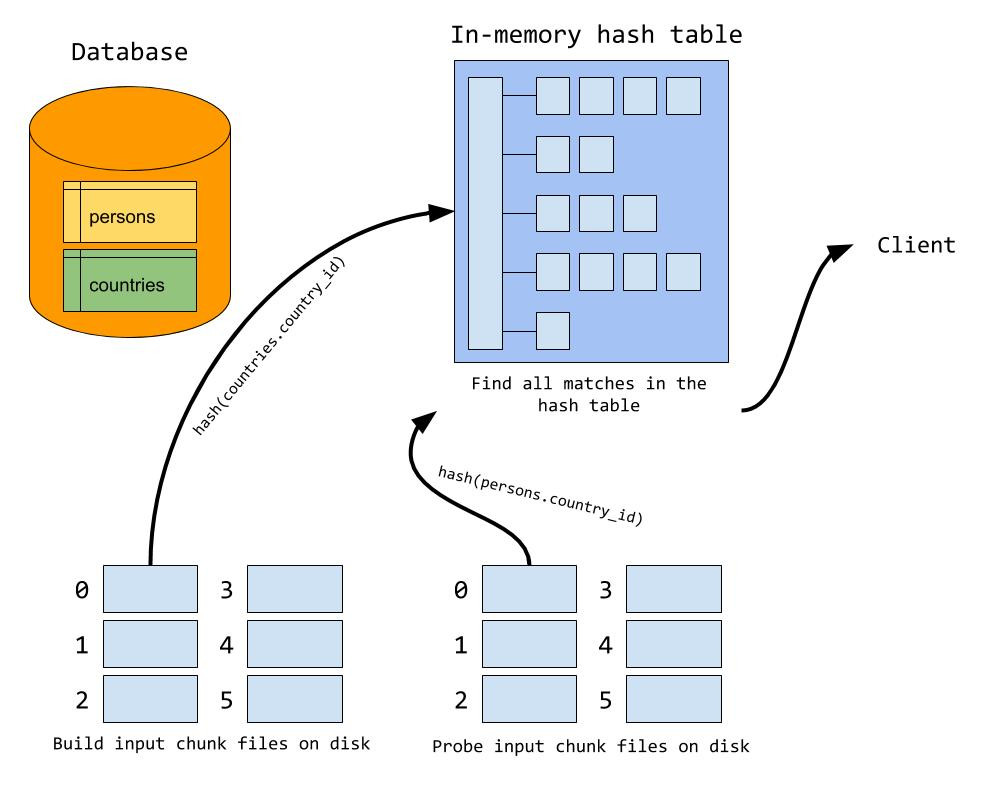 Database
In-memory hash table
persons
countries
hash(countries.country_id)
Client
Find all matches in the
hash table
hash(persons.country_id)
0
3
1
4
2
5
Build input chunk files on disk
0
3
1
4
2
5
Probe input chunk files on disk